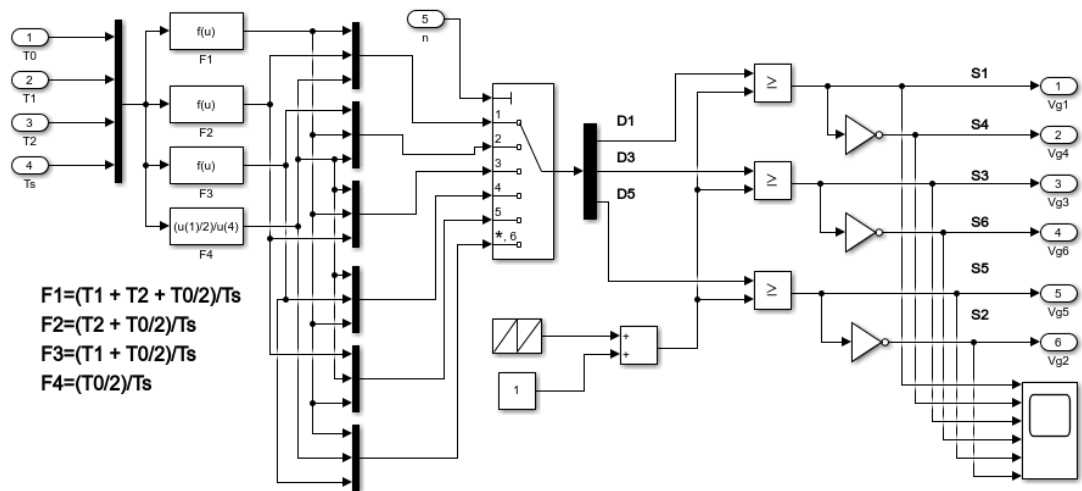 1
T0
2
T1
3
T2
4
Ts
f(u)
F1
f(u)
F2
f(u)
F3
(u(1)/2)/u(4)
F4
F1=(T1 + T2 + T0/2)/Ts
F2=(T2 + T0/2)/Ts
F3=(T1 + T0/2)/Ts
F4=(T0/2)/Ts
5
n
1
2
3
4
5
*, 6
D1
D3
D5
+
+
1
≥
≥
≥
S1
S4
S3
S6
S5
S2
1
Vg1
2
Vg4
3
Vg3
4
Vg6
5
Vg5
6
Vg2